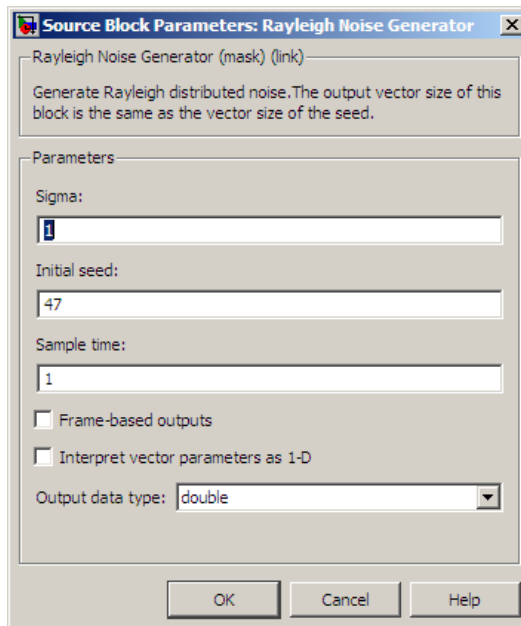 Source Block Parameters: Rayleigh Noise Generator
Rayleigh Noise Generator (mask) (link)
Generate Rayleigh distributed noise.The output vector size of this
block is the same as the vector size of the seed.
Parameters
Sigma:
1
Initial seed:
47
Sample time:
1
Frame-based outputs
Interpret vector parameters as 1-D
Output data type: double
OK Cancel Help